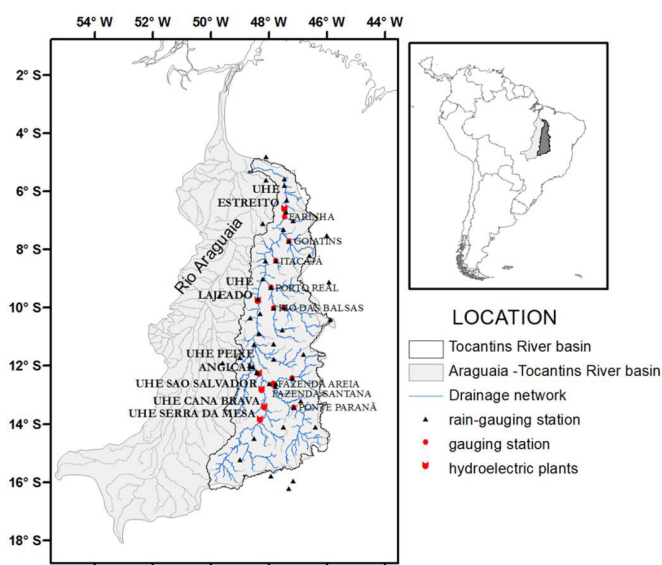 54° W 52° W 50° W 48° W 46° W 44° W
2° S
4° S
6° S
8° S
10° S
12° S
14° S
16° S
18° S
Rio Araguaia
UHE
ESTREITO
FARINHA
GOIATINS
ITACAJÁ
UHE
LAJEADO
PORTO REAL
RIO DAS BALSAS
UHE PEIXE
ANGICAL
UHE SAO SALVADOR
FAZENDA AREIA
FAZENDA SANTANA
UHE CANA BRAVA
PONTE PARANÃ
UHE SERRA DA MESA
LOCANTION
Tocantins River basin
Araguaia -Tocantins River basin
Drainage network
rain-gauging station
gauging station
hydroelectric plants